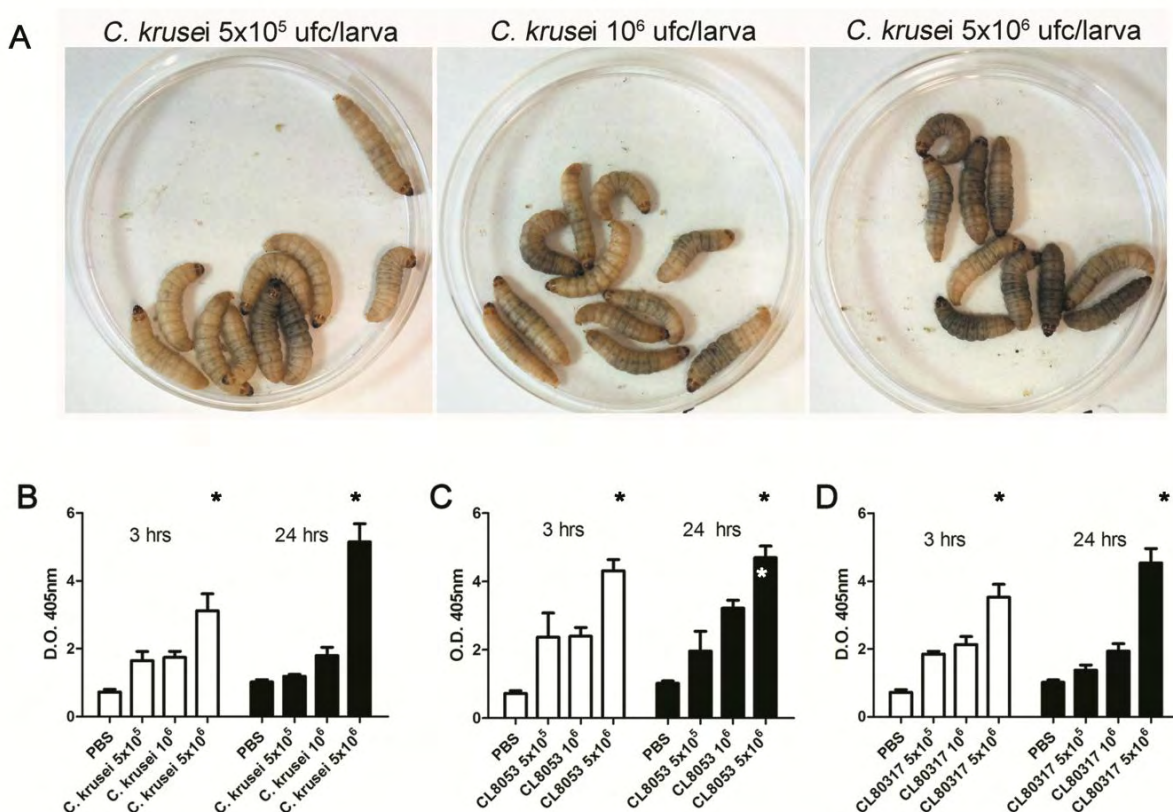 A
C. krusei 5x10⁵ ufc/larva
C. krusei 10⁶ ufc/larva
C. krusei 5x10⁶ ufc/larva
B
*
*
6
4
2
0
D.O. 405nm
3 hrs
24 hrs
PBS
C. krusei 5x10⁵
C. krusei 10⁶
C. krusei 5x10⁶
PBS
C. krusei 5x10⁵
C. krusei 10⁶
C. krusei 5x10⁶
C
*
*
6
4
2
0
O.D. 405nm
3 hrs
24 hrs
*
PBS
CL8053 5x10⁵
CL8053 10⁶
CL8053 5x10⁶
PBS
CL8053 5x10⁵
CL8053 10⁶
CL8053 5x10⁶
D
*
*
6
4
2
0
D.O. 405nm
3 hrs
24 hrs
PBS
CL80317 5x10⁵
CL80317 10⁶
CL80317 5x10⁶
PBS
CL80317 5x10⁵
CL80317 10⁶
CL80317 5x10⁶